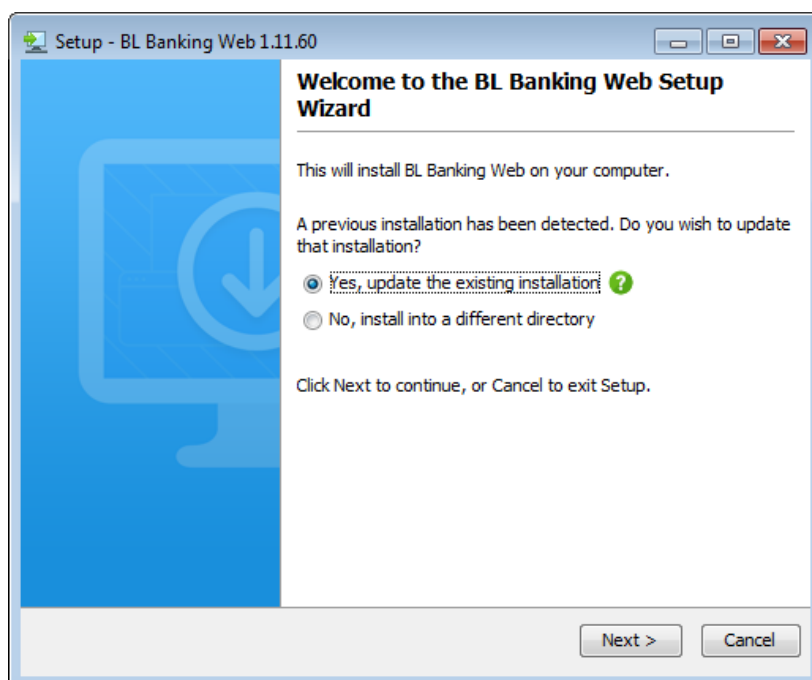 Setup - BL Banking Web 1.11.60
Welcome to the BL Banking Web Setup
Wizard
This will install BL Banking Web on your computer.
A previous installation has been detected. Do you wish to update
that installation?
Yes, update the existing installation ?
No, install into a different directory
Click Next to continue, or Cancel to exit Setup.
Next > Cancel